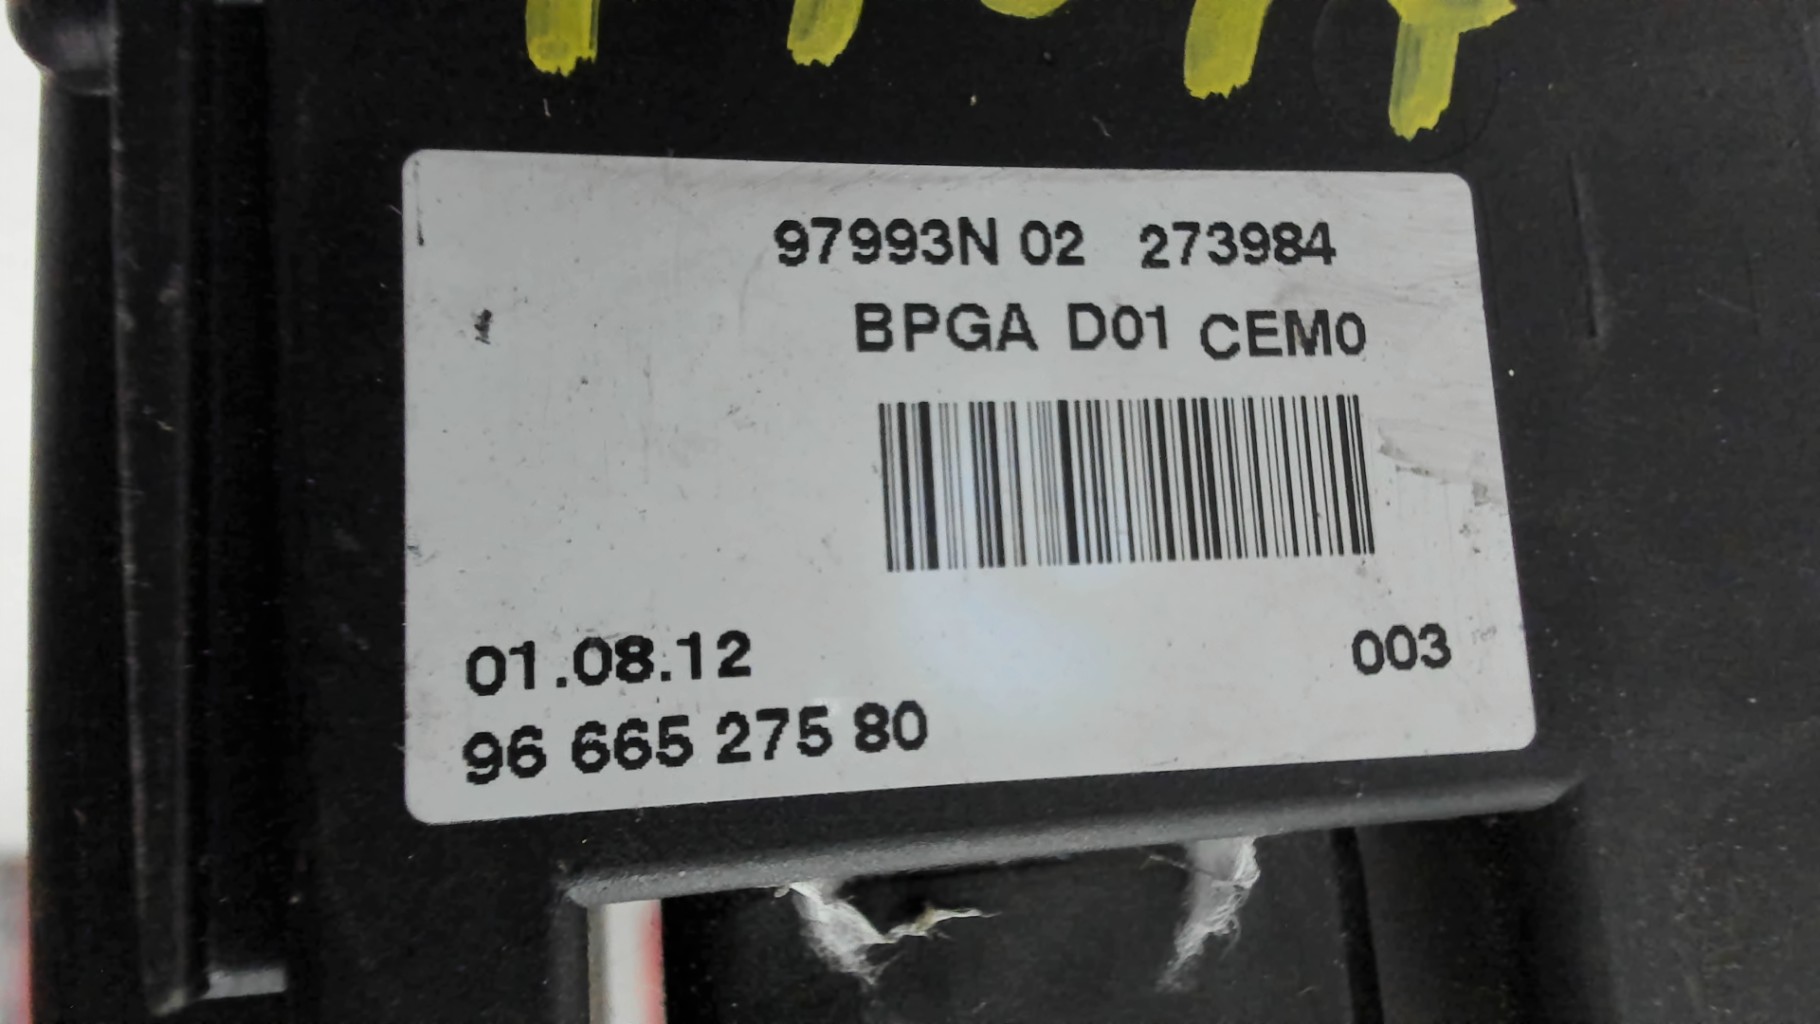 97993N 02 273984
BPGA D01 CEM0
01.08.12 003
96 665 275 80